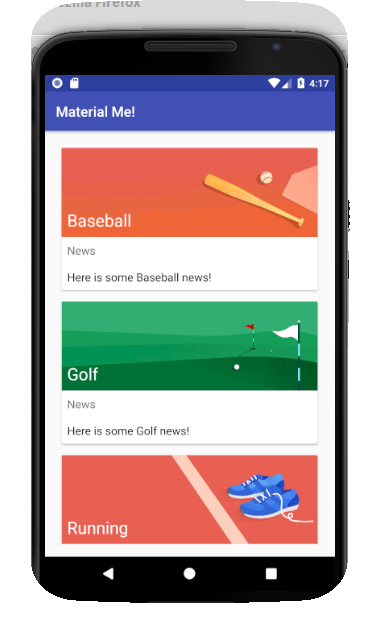 Firefox
4:17
Material Me!
Baseball
News
Here is some Baseball news!
Golf
News
Here is some Golf news!
Running